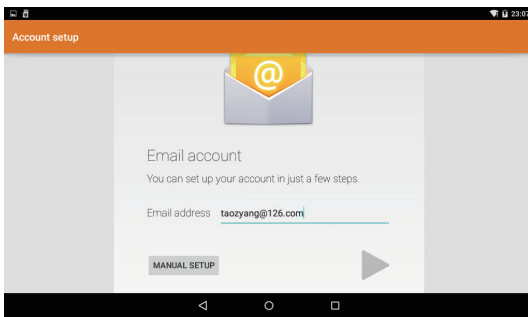 23:07
Account setup
@
Email account
You can set up your account in just a few steps.
Email address taozyang@126.com
MANUAL SETUP